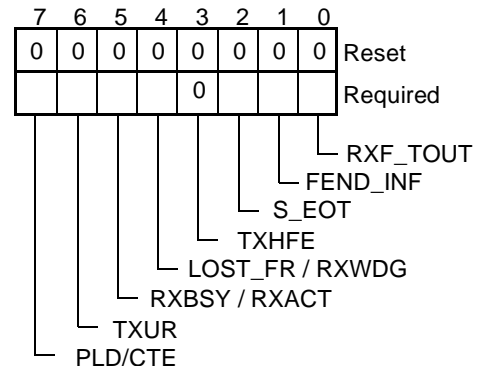 7 6 5 4 3 2 1 0
0 0 0 0 0 0 0 0 Reset
0 Required
RXF_TOUT
FEND_INF
S_EOT
TXHFE
LOST_FR / RXWDG
RXBSY / RXACT
TXUR
PLD/CTE